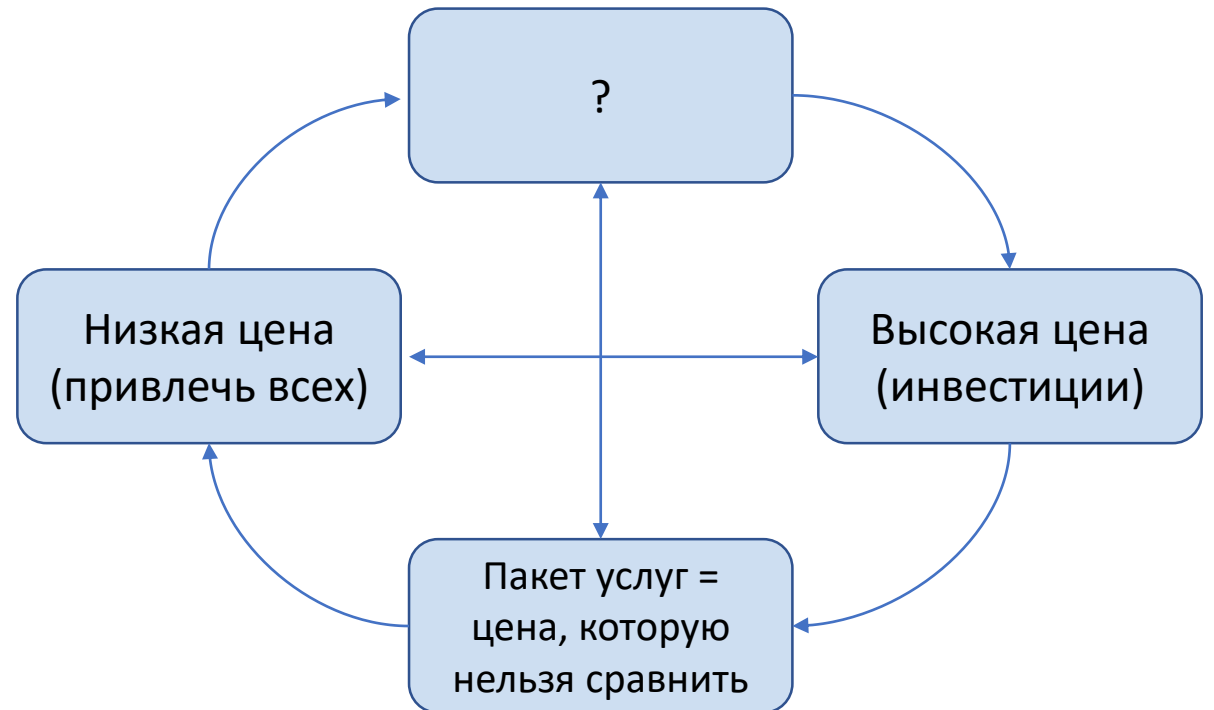 ?
Низкая цена
(привлечь всех)
Высокая цена
(инвестиции)
Пакет услуг =
цена, которую
нельзя сравнить